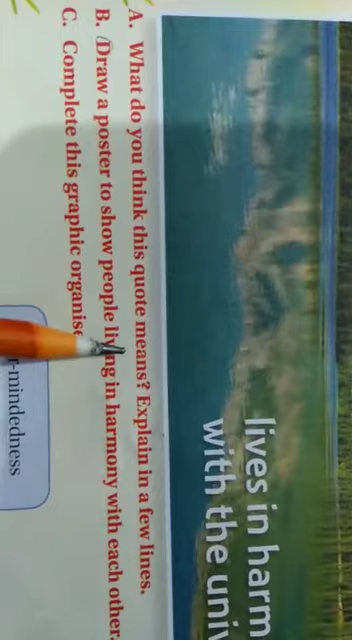 lives in harm
with the univ
A. What do you think this quote means? Explain in a few lines.
B. Draw a poster to show people living in harmony with each other.
C. Complete this graphic organise
r-mindedness